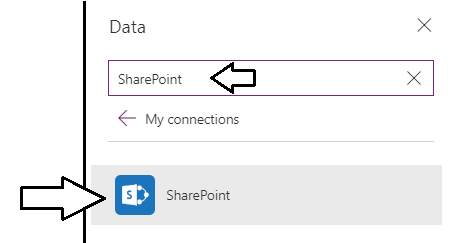 Data
SharePoint
My connections
S
SharePoint